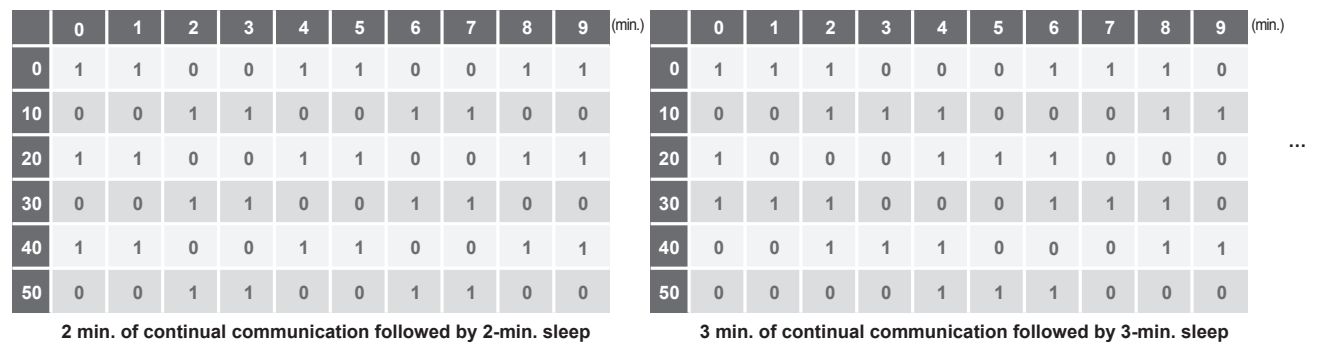 0 1 2 3 4 5 6 7 8 9 (min.)
0 1 1 0 0 1 1 0 0 1 1
10 0 0 1 1 0 0 1 1 0 0
20 1 1 0 0 1 1 0 0 1 1
30 0 0 1 1 0 0 1 1 0 0
40 1 1 0 0 1 1 0 0 1 1
50 0 0 1 1 0 0 1 1 0 0
2 min. of continual communication followed by 2-min. sleep
0 1 2 3 4 5 6 7 8 9 (min.)
0 1 1 1 0 0 0 1 1 1 0
10 0 0 1 1 1 0 0 0 1 1
20 1 0 0 0 1 1 1 0 0 0
30 1 1 1 0 0 0 1 1 1 0
40 0 0 1 1 1 0 0 0 1 1
50 0 0 0 0 1 1 1 0 0 0
3 min. of continual communication followed by 3-min. sleep
...